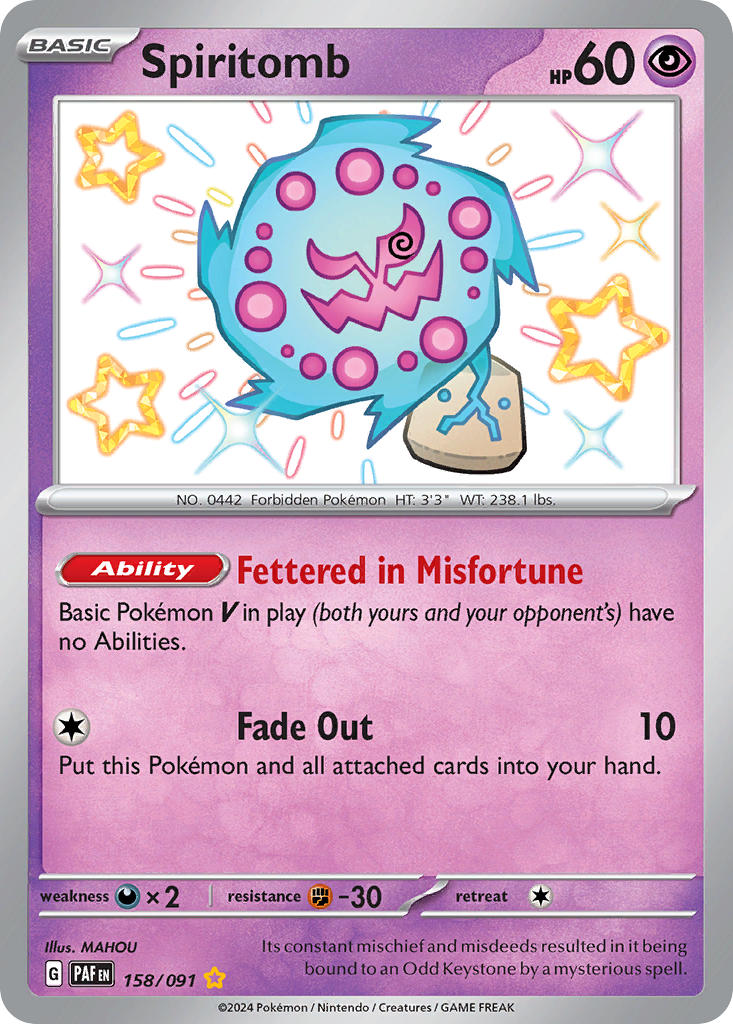 BASIC
Spiritomb
HP60
NO. 0442 Forbidden Pokémon HT: 3'3" WT: 238.1 lbs.
Ability Fettered in Misfortune
Basic Pokémon V in play (both yours and your opponent's) have
no Abilities.
Fade Out 10
Put this Pokémon and all attached cards into your hand.
weakness ×2 resistance -30 retreat
Illus. MAHOU
Its constant mischief and misdeeds resulted in it being
bound to an Odd Keystone by a mysterious spell.
G PAF EN 158/091
©2024 Pokémon / Nintendo / Creatures / GAME FREAK